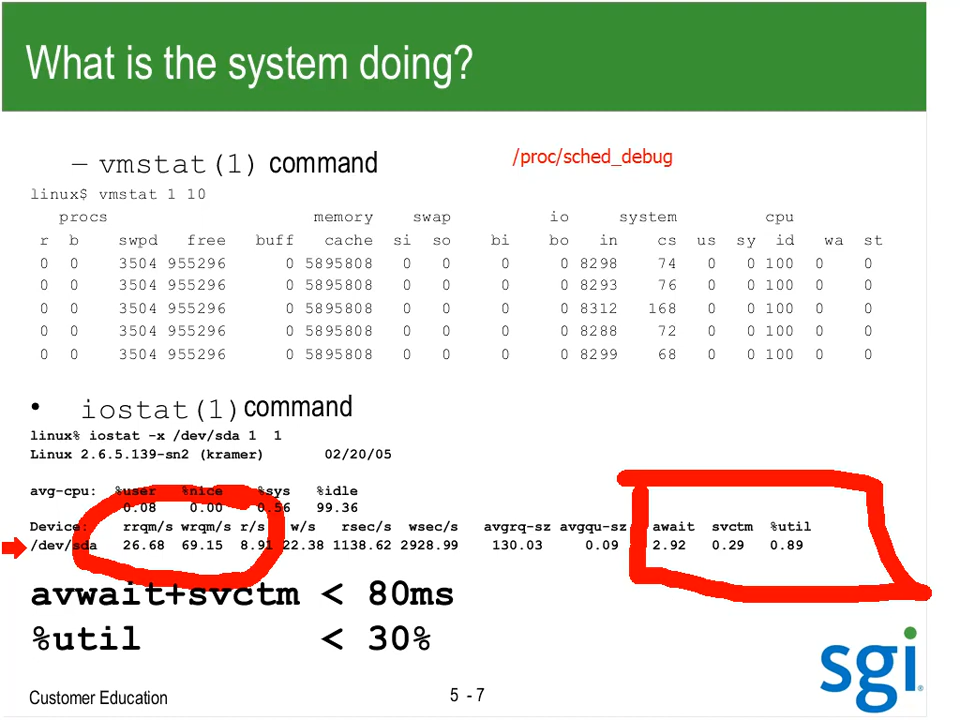 What is the system doing?
– vmstat(1) command
/proc/sched_debug
linux$ vmstat 1 10
procs memory swap io system cpu
r b swpd free buff cache si so bi bo in cs us sy id wa st
0 0 3504 955296 0 5895808 0 0 0 0 8298 74 0 0 100 0 0
0 0 3504 955296 0 5895808 0 0 0 0 8293 76 0 0 100 0 0
0 0 3504 955296 0 5895808 0 0 0 0 8312 168 0 0 100 0 0
0 0 3504 955296 0 5895808 0 0 0 0 8288 72 0 0 100 0 0
0 0 3504 955296 0 5895808 0 0 0 0 8299 68 0 0 100 0 0
• iostat(1) command
linux% iostat -x /dev/sda 1 1
Linux 2.6.5.139-sn2 (kramer) 02/20/05
avg-cpu: %user %nice %sys %idle
0.08 0.00 0.56 99.36
Device: rrqm/s wrqm/s r/s w/s rsec/s wsec/s avgrq-sz avgqu-sz await svctm %util
/dev/sda 26.68 69.15 8.91 22.38 1138.62 2928.99 130.03 0.09 2.92 0.29 0.89
avwait+svctm < 80ms
%util < 30%
Customer Education
5 - 7
sgi